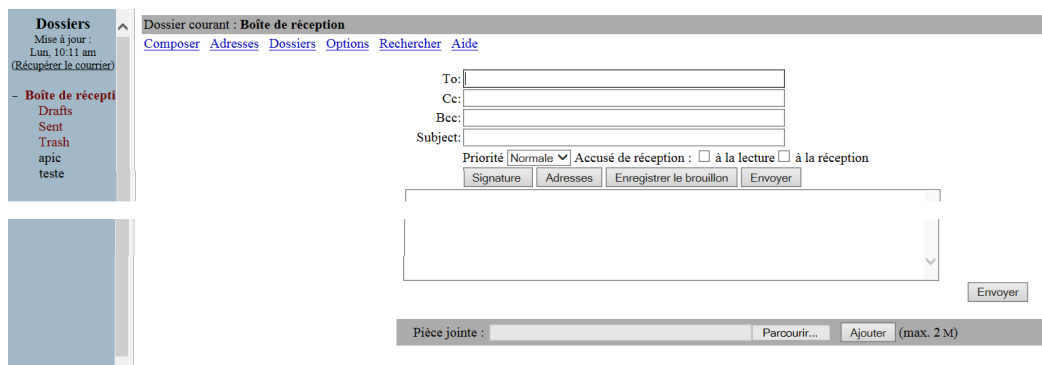 Dossiers
Mise à jour :
Lun, 10:11 am
(Récupérer le courrier)
– Boîte de récepti
Drafts
Sent
Trash
apic
teste
Dossier courant : Boîte de réception
Composer Adresses Dossiers Options Rechercher Aide
To:
Cc:
Bcc:
Subject:
Priorité Normale Accusé de réception : à la lecture à la réception
Signature Adresses Enregistrer le brouillon Envoyer
Envoyer
Pièce jointe : Parcourir... Ajouter (max. 2 M)